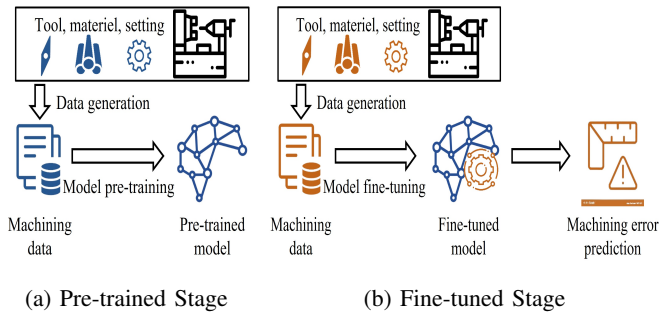 Tool, materiel, setting
Data generation
Model pre-training
Machining
data
Pre-trained
model
(a) Pre-trained Stage
Tool, materiel, setting
Data generation
Model fine-tuning
Machining
data
Fine-tuned
model
Machining error
prediction
(b) Fine-tuned Stage